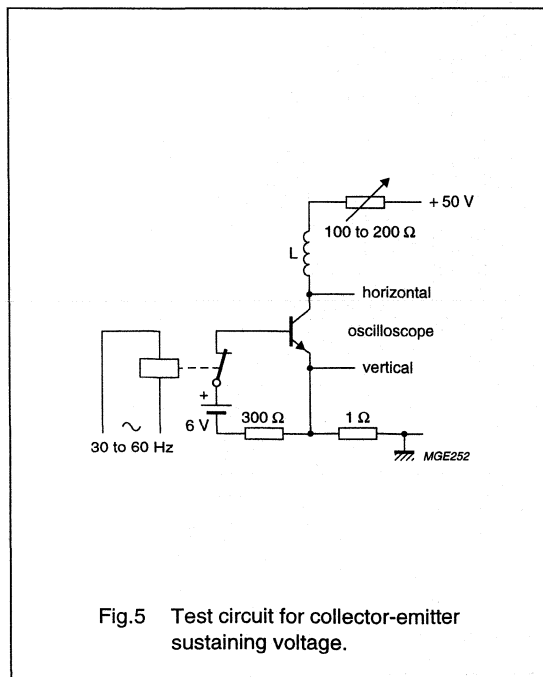 + 50 V
100 to 200 Ω
L
horizontal
oscilloscope
vertical
+
6 V
300 Ω
1 Ω
30 to 60 Hz
MGE252
Fig.5 Test circuit for collector-emitter
sustaining voltage.